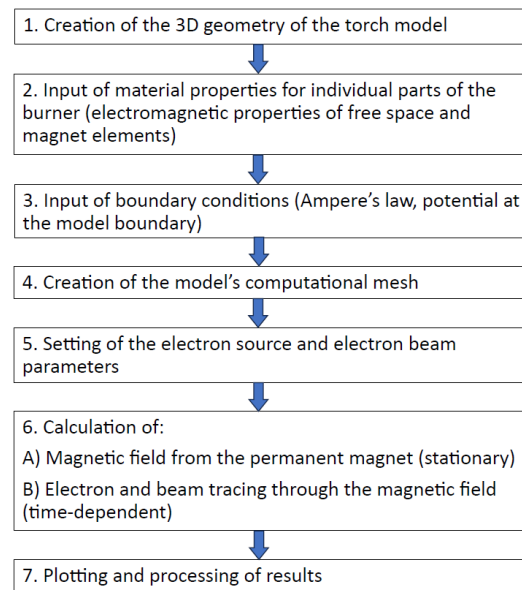 1. Creation of the 3D geometry of the torch model
2. Input of material properties for individual parts of the
burner (electromagnetic properties of free space and
magnet elements)
3. Input of boundary conditions (Ampere’s law, potential at
the model boundary)
4. Creation of the model’s computational mesh
5. Setting of the electron source and electron beam
parameters
6. Calculation of:
A) Magnetic field from the permanent magnet (stationary)
B) Electron and beam tracing through the magnetic field
(time-dependent)
7. Plotting and processing of results